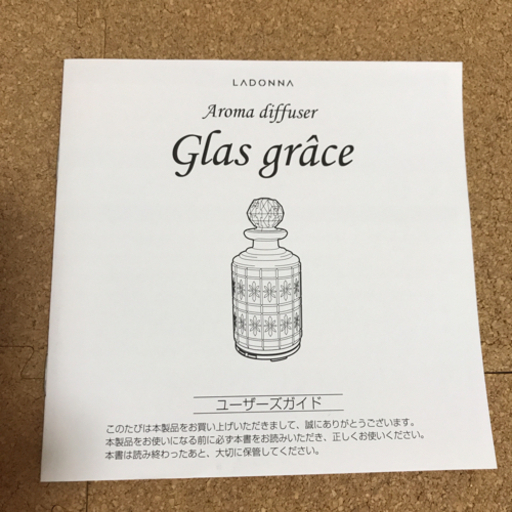 LADONNA
Aroma diffuser
Glas grâce
ユーザーズガイド
このたびは本製品をお買い上げいただきまして、誠にありがとうございます。
本製品をお使いになる前に必ず本書をお読みいただき、正しくお使いください。
本書は読み終わったあと、大切に保管してください。